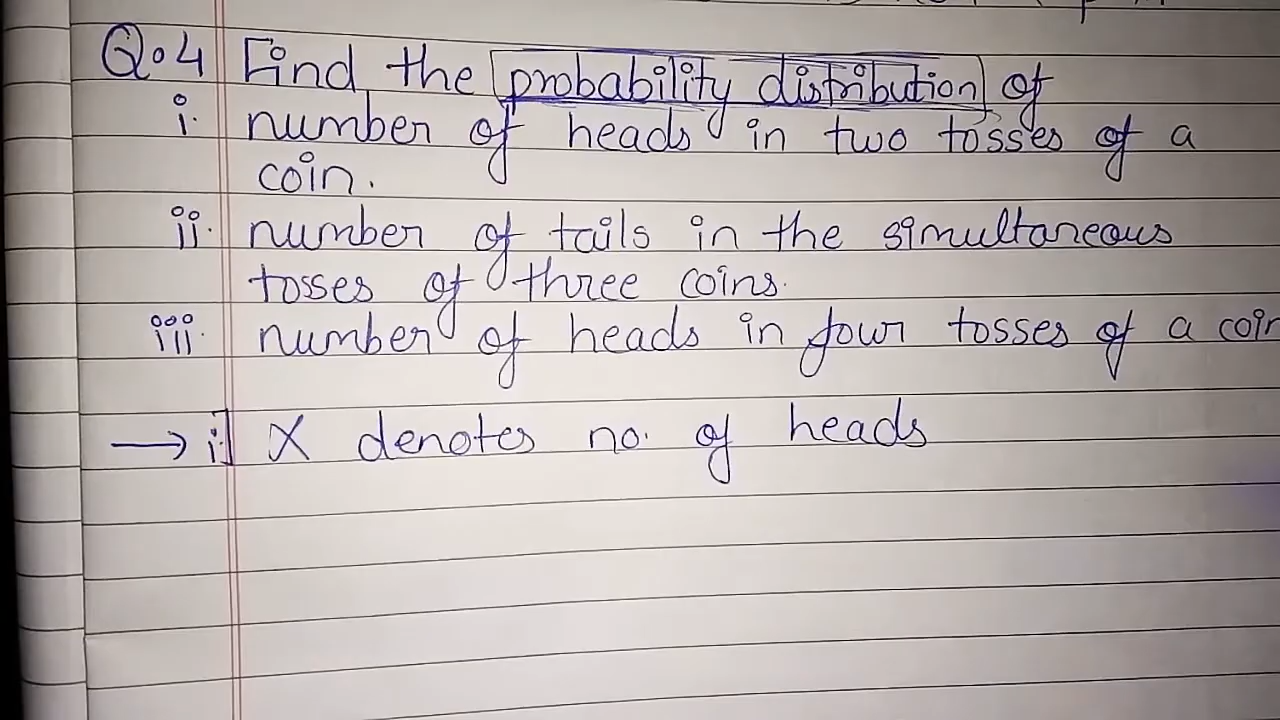 Q.4 Find the probability distribution of
i. number of heads in two tosses of a
coin.
ii. number of tails in the simultaneous
tosses of three coins.
iii. number of heads in four tosses of a coin
→ i] X denotes no. of heads